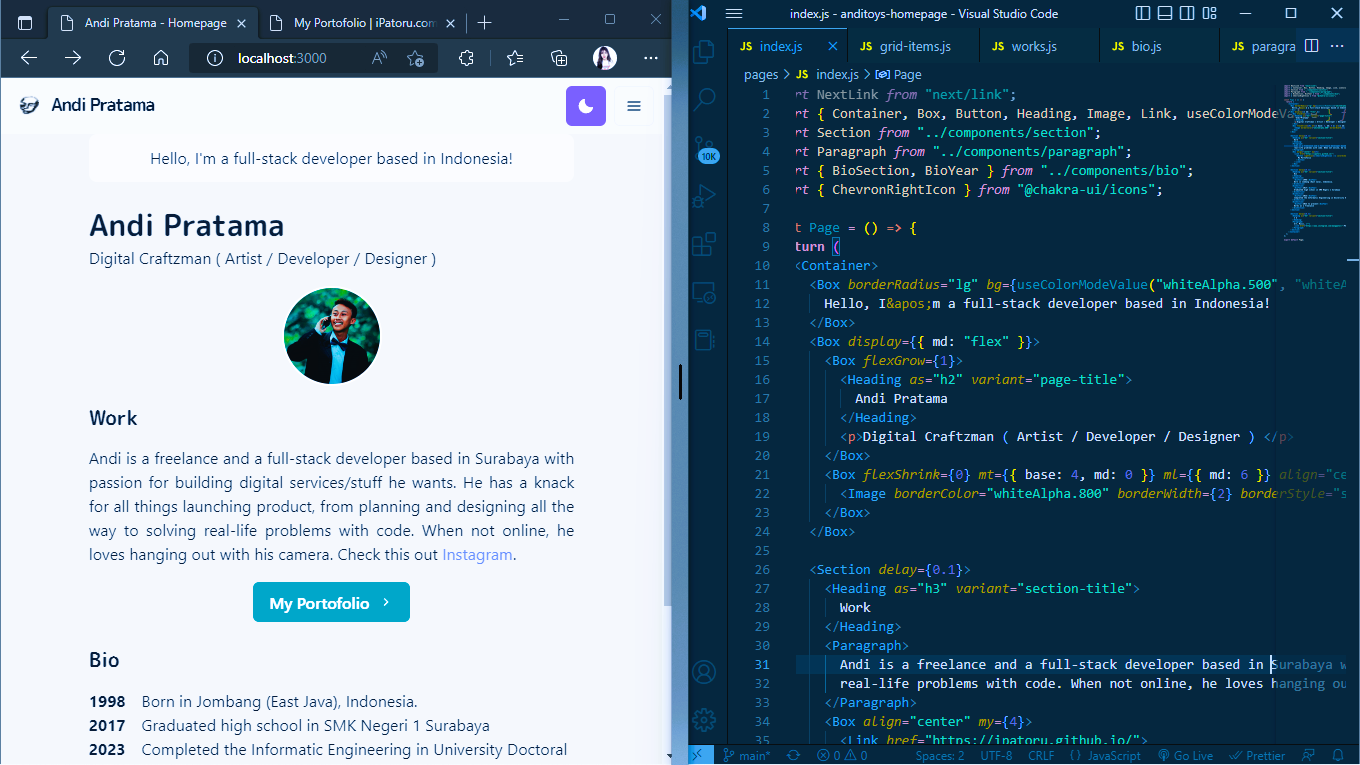 Andi Pratama - Homepage
My Portofolio | iPatoru.com
localhost:3000
Andi Pratama
Hello, I'm a full-stack developer based in Indonesia!
Andi Pratama
Digital Craftzman ( Artist / Developer / Designer )
Work
Andi is a freelance and a full-stack developer based in Surabaya with
passion for building digital services/stuff he wants. He has a knack
for all things launching product, from planning and designing all the
way to solving real-life problems with code. When not online, he
loves hanging out with his camera. Check this out Instagram.
My Portofolio
Bio
1998 Born in Jombang (East Java), Indonesia.
2017 Graduated high school in SMK Negeri 1 Surabaya
2023 Completed the Informatic Engineering in University Doctoral
index.js - anditoys-homepage - Visual Studio Code
JS index.js JS grid-items.js JS works.js JS bio.js JS paragra
pages > JS index.js > Page
10K
1 rt NextLink from "next/link";
2 rt { Container, Box, Button, Heading, Image, Link, useColorModeVa
3 rt Section from "../components/section";
4 rt Paragraph from "../components/paragraph";
5 rt { BioSection, BioYear } from "../components/bio";
6 rt { ChevronRightIcon } from "@chakra-ui/icons";
7
8 t Page = () => {
9 turn (
10 <Container>
11 <Box borderRadius="lg" bg={useColorModeValue("whiteAlpha.500", "whiteA
12 Hello, I&apos;m a full-stack developer based in Indonesia!
13 </Box>
14 <Box display={{ md: "flex" }}>
15 <Box flexGrow={1}>
16 <Heading as="h2" variant="page-title">
17 Andi Pratama
18 </Heading>
19 <p>Digital Craftzman ( Artist / Developer / Designer ) </p>
20 </Box>
21 <Box flexShrink={0} mt={{ base: 4, md: 0 }} ml={{ md: 6 }} align="ce
22 <Image borderColor="whiteAlpha.800" borderWidth={2} borderStyle="s
23 </Box>
24 </Box>
25
26 <Section delay={0.1}>
27 <Heading as="h3" variant="section-title">
28 Work
29 </Heading>
30 <Paragraph>
31 Andi is a freelance and a full-stack developer based in Surabaya w
32 real-life problems with code. When not online, he loves hanging ou
33 </Paragraph>
34 <Box align="center" my={4}>
35 <Link href="https://ipatoru.github.io/">
main* 0 0 Spaces: 2 UTF-8 CRLF {} JavaScript Go Live Prettier